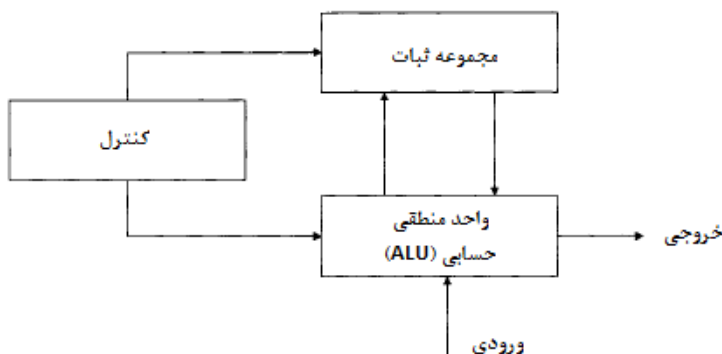 مجموعه ثبات
کنترل
واحد منطقی
حسابی (ALU)
خروجی
ورودی